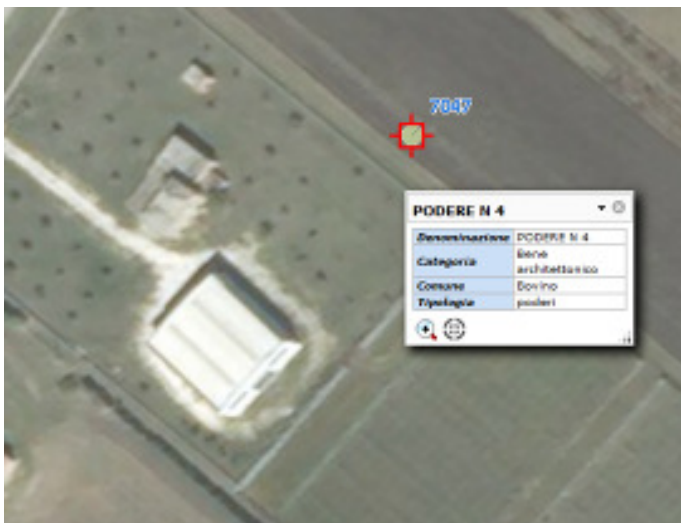 7047
PODERE N 4
Denominazione PODERE N 4
Categoria Bene
architettonico
Comune Bovino
Tipologia poderi